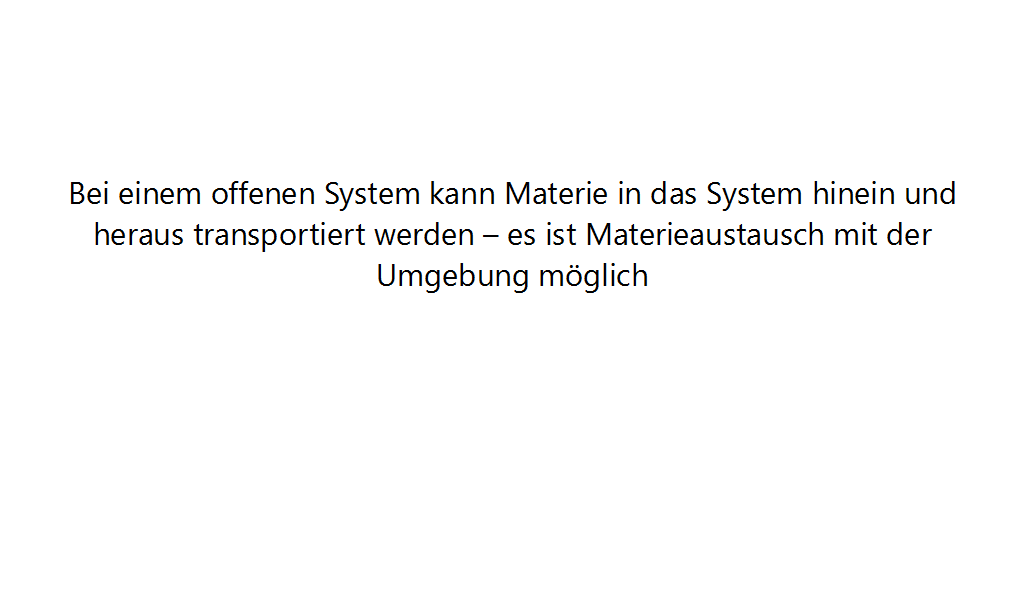 Bei einem offenen System kann Materie in das System hinein und
heraus transportiert werden – es ist Materieaustausch mit der
Umgebung möglich